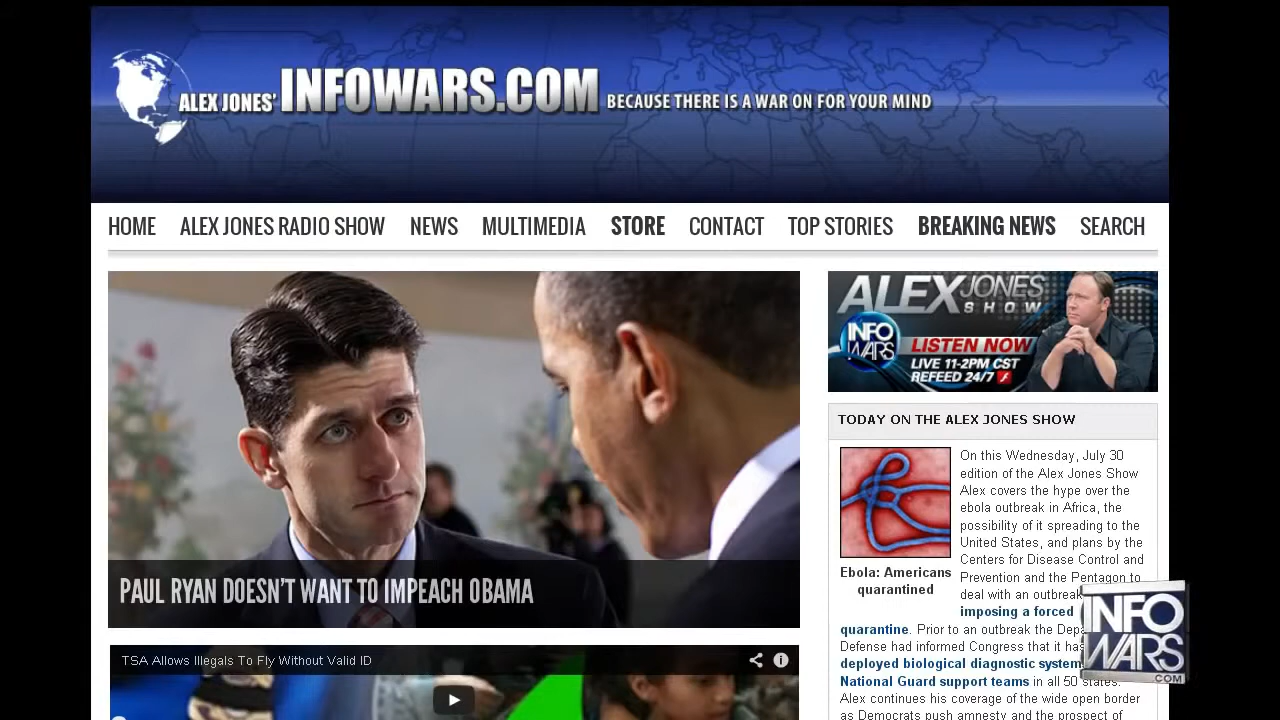 ALEX JONES' INFOWARS.COM BECAUSE THERE IS A WAR ON FOR YOUR MIND
HOME ALEX JONES RADIO SHOW NEWS MULTIMEDIA STORE CONTACT TOP STORIES BREAKING NEWS SEARCH
PAUL RYAN DOESN'T WANT TO IMPEACH OBAMA
TSA Allows Illegals To Fly Without Valid ID
ALEX JONES
SHOW
INFO
WARS
LISTEN NOW
LIVE 11-2PM CST
REFEED 24/7
TODAY ON THE ALEX JONES SHOW
Ebola: Americans
quarantined
On this Wednesday, July 30
edition of the Alex Jones Show
Alex covers the hype over the
ebola outbreak in Africa, the
possibility of it spreading to the
United States, and plans by the
Centers for Disease Control and
Prevention and the Pentagon to
deal with an outbreak
imposing a forced
quarantine. Prior to an outbreak the
Defense had informed Congress that it has
deployed biological diagnostic system
National Guard support teams in all 50 states.
Alex continues his coverage of the wide open border
as Democrats push amnesty and the prospect of
INFO
WARS
.COM